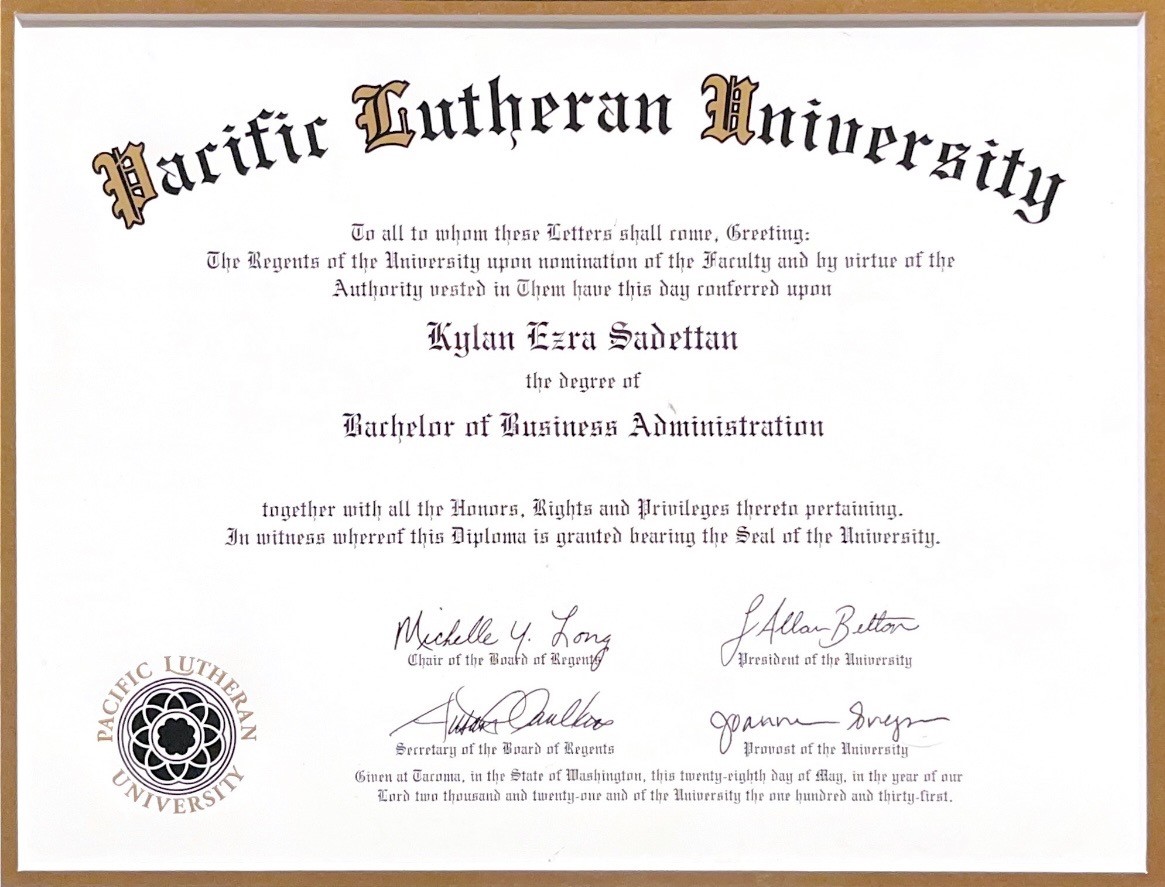 Pacific Lutheran University
To all to whom these Letters shall come, Greeting:
The Regents of the University upon nomination of the Faculty and by virtue of the
Authority vested in Them have this day conferred upon
Kylan Ezra Sadettan
the degree of
Bachelor of Business Administration
together with all the Honors, Rights and Privileges thereto pertaining.
In witness whereof this Diploma is granted bearing the Seal of the University.
Michelle Y. Long
Chair of the Board of Regents
J Allan Belton
President of the University
Susan Caulkins
Secretary of the Board of Regents
Joanna
Provost of the University
Given at Tacoma, in the State of Washington, this twenty-eighth day of May, in the year of our
Lord two thousand and twenty-one and of the University the one hundred and thirty-first.
PACIFIC LUTHERAN
UNIVERSITY